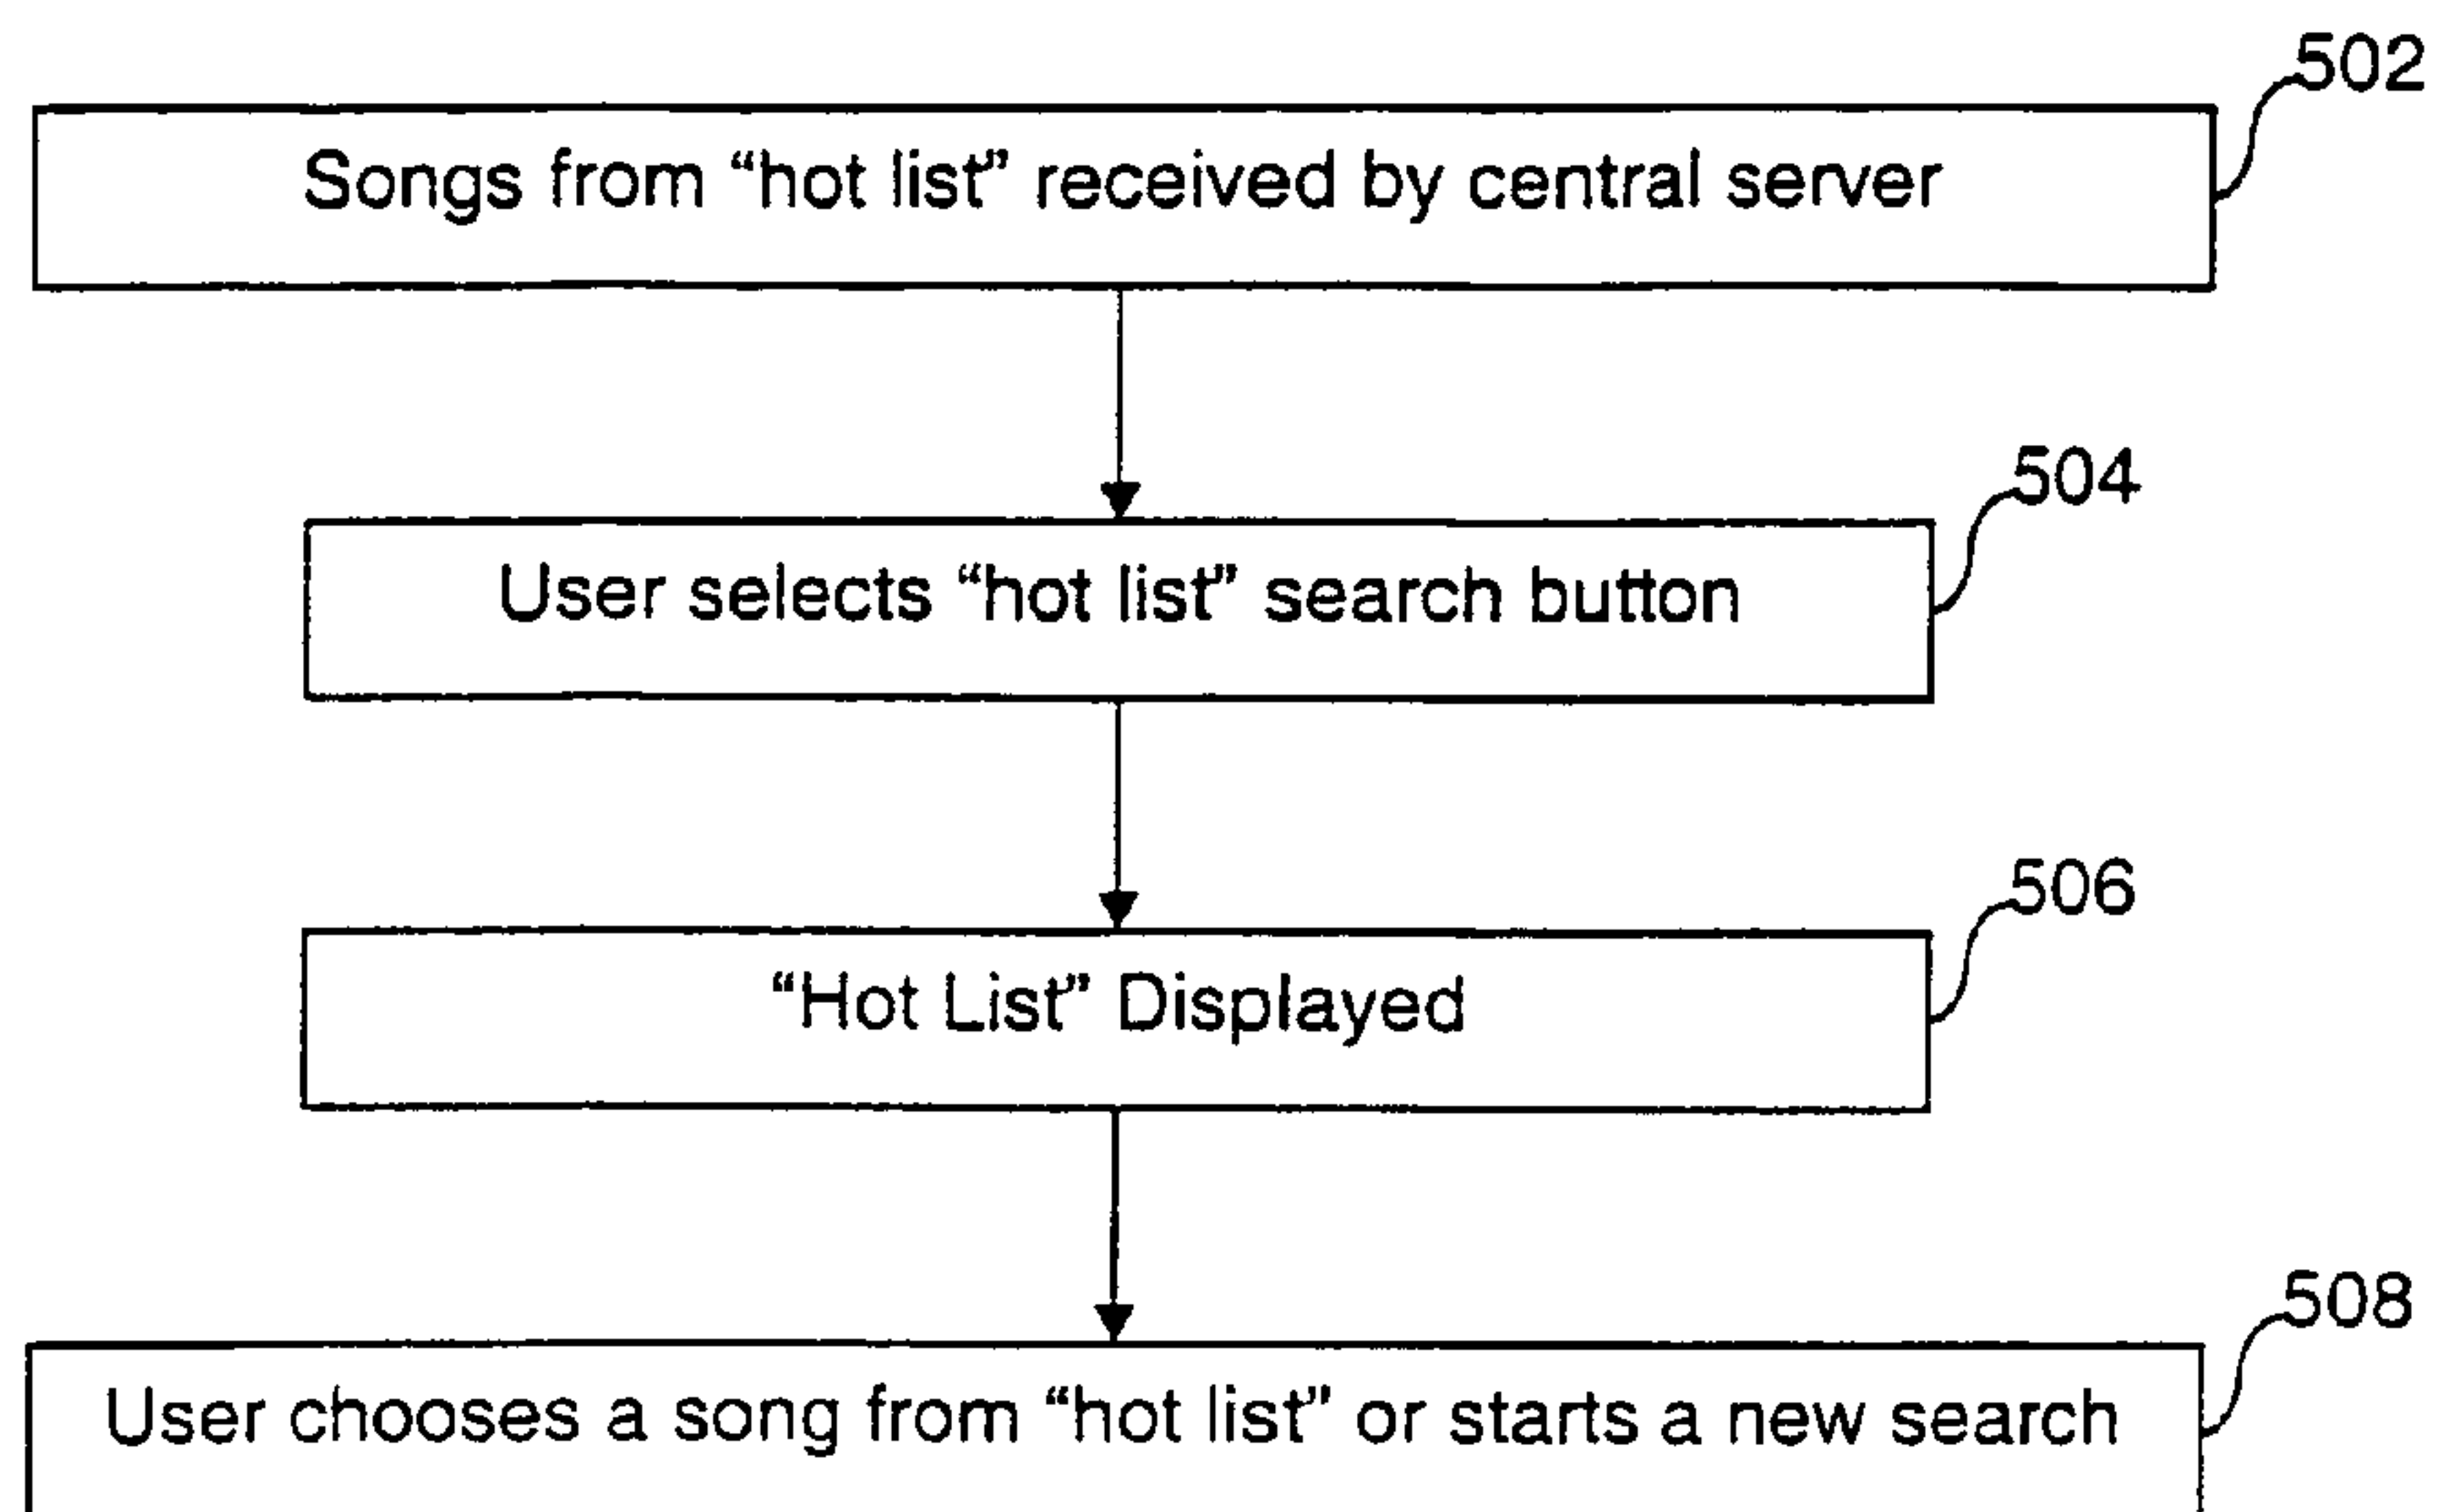 502
Songs from “hot list” received by central server
504
User selects “hot list” search button
506
“Hot List” Displayed
508
User chooses a song from “hot list” or starts a new search